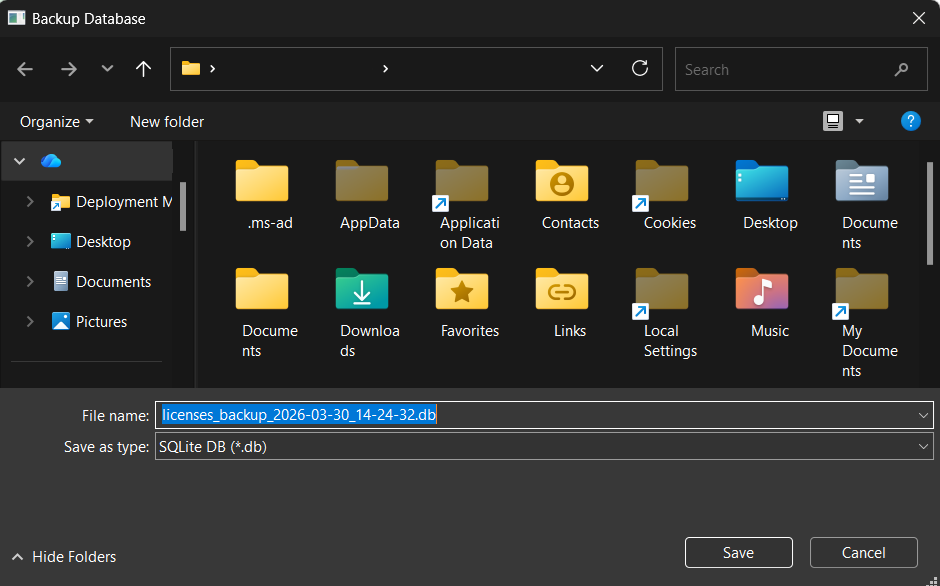 Backup Database
Search
Organize
New folder
?
Deployment M
Desktop
Documents
Pictures
.ms-ad
AppData
Applicati
on Data
Contacts
Cookies
Desktop
Docume
nts
Docume
nts
Downloa
ds
Favorites
Links
Local
Settings
Music
My
Docume
nts
File name: licenses_backup_2026-03-30_14-24-32.db
Save as type: SQLite DB (*.db)
Hide Folders
Save
Cancel